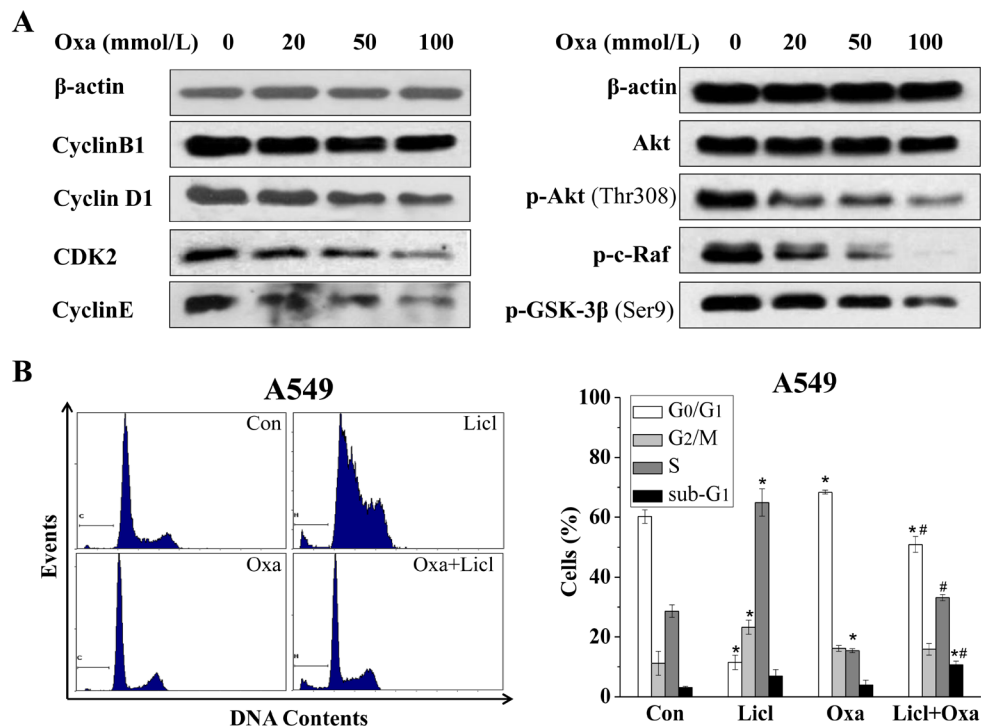 A
Oxa (mmol/L) 0 20 50 100
β-actin
CyclinB1
Cyclin D1
CDK2
CyclinE
Oxa (mmol/L) 0 20 50 100
β-actin
Akt
p-Akt (Thr308)
p-c-Raf
p-GSK-3β (Ser9)
B
A549
Con
Licl
Oxa
Oxa+Licl
C
H
C
H
Events
DNA Contents
A549
G0/G1
G2/M
S
sub-G1
Cells (%)
100
80
60
40
20
0
* * * * * * *# # *#
Con Licl Oxa Licl+Oxa